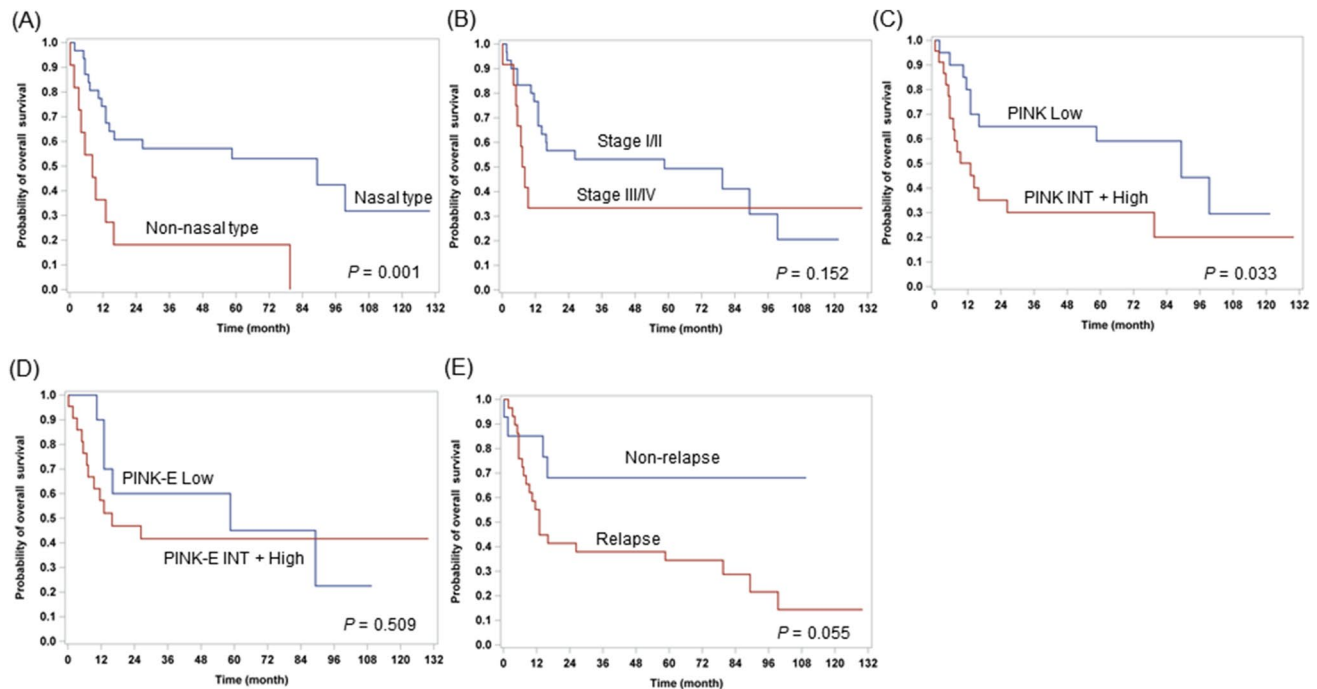 (A)
Probability of overall survival
1.0
0.9
0.8
0.7
0.6
0.5
0.4
0.3
0.2
0.1
0.0
Nasal type
Non-nasal type
P = 0.001
0 12 24 36 48 60 72 84 96 108 120 132
Time (month)
(B)
Probability of overall survival
1.0
0.9
0.8
0.7
0.6
0.5
0.4
0.3
0.2
0.1
0.0
Stage I/II
Stage III/IV
P = 0.152
0 12 24 36 48 60 72 84 96 108 120 132
Time (month)
(C)
Probability of overall survival
1.0
0.9
0.8
0.7
0.6
0.5
0.4
0.3
0.2
0.1
0.0
PINK Low
PINK INT + High
P = 0.033
0 12 24 36 48 60 72 84 96 108 120 132
Time (month)
(D)
Probability of overall survival
1.0
0.9
0.8
0.7
0.6
0.5
0.4
0.3
0.2
0.1
0.0
PINK-E Low
PINK-E INT + High
P = 0.509
0 12 24 36 48 60 72 84 96 108 120 132
Time (month)
(E)
Probability of overall survival
1.0
0.9
0.8
0.7
0.6
0.5
0.4
0.3
0.2
0.1
0.0
Non-relapse
Relapse
P = 0.055
0 12 24 36 48 60 72 84 96 108 120 132
Time (month)